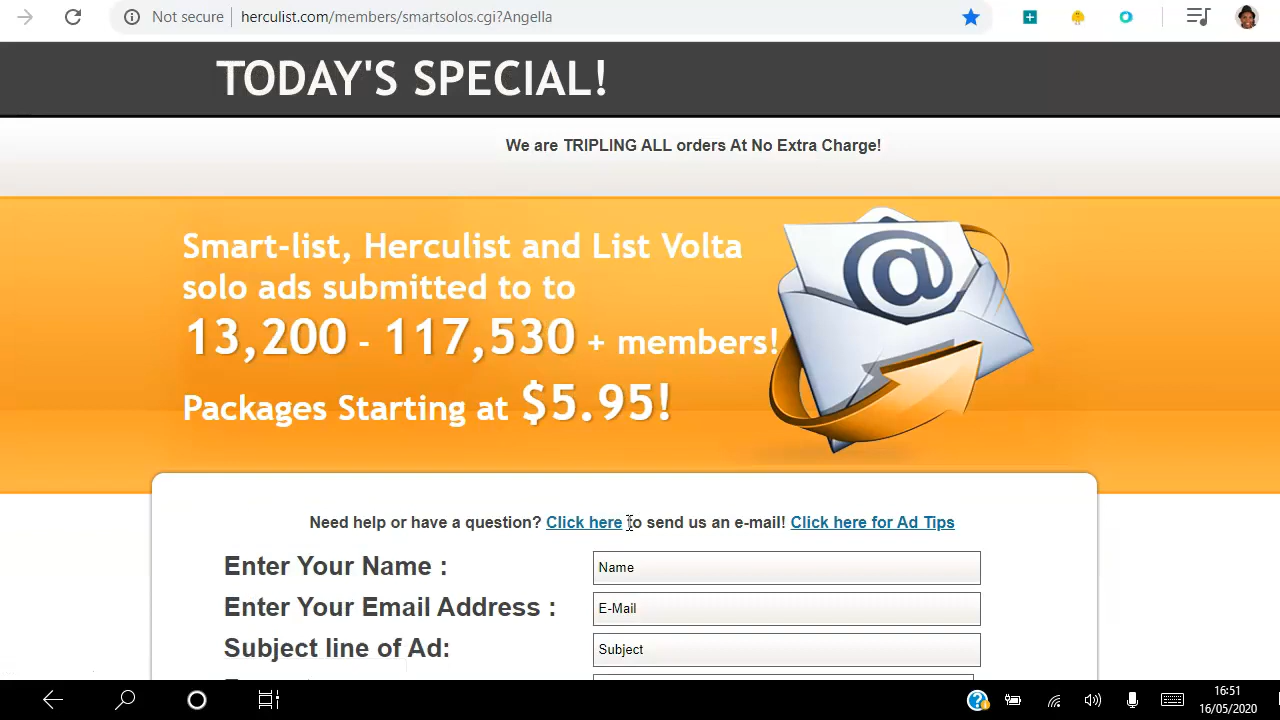 Not secure
herculist.com/members/smartsolos.cgi?Angella
TODAY'S SPECIAL!
We are TRIPLING ALL orders At No Extra Charge!
Smart-list, Herculist and List Volta
solo ads submitted to to
13,200 - 117,530 + members!
Packages Starting at $5.95!
@
Need help or have a question? Click here to send us an e-mail! Click here for Ad Tips
Enter Your Name :
Name
Enter Your Email Address :
E-Mail
Subject line of Ad:
Subject
16:51
16/05/2020